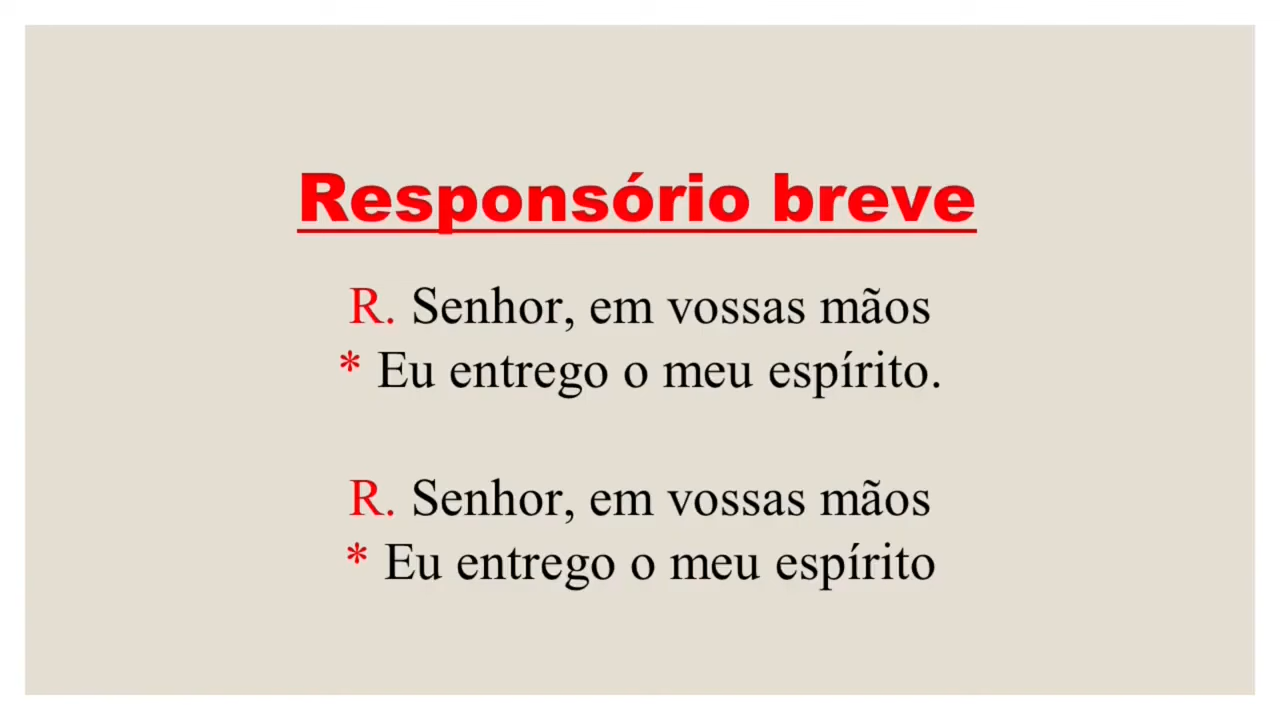 Responsório breve
R. Senhor, em vossas mãos
* Eu entrego o meu espírito.
R. Senhor, em vossas mãos
* Eu entrego o meu espírito